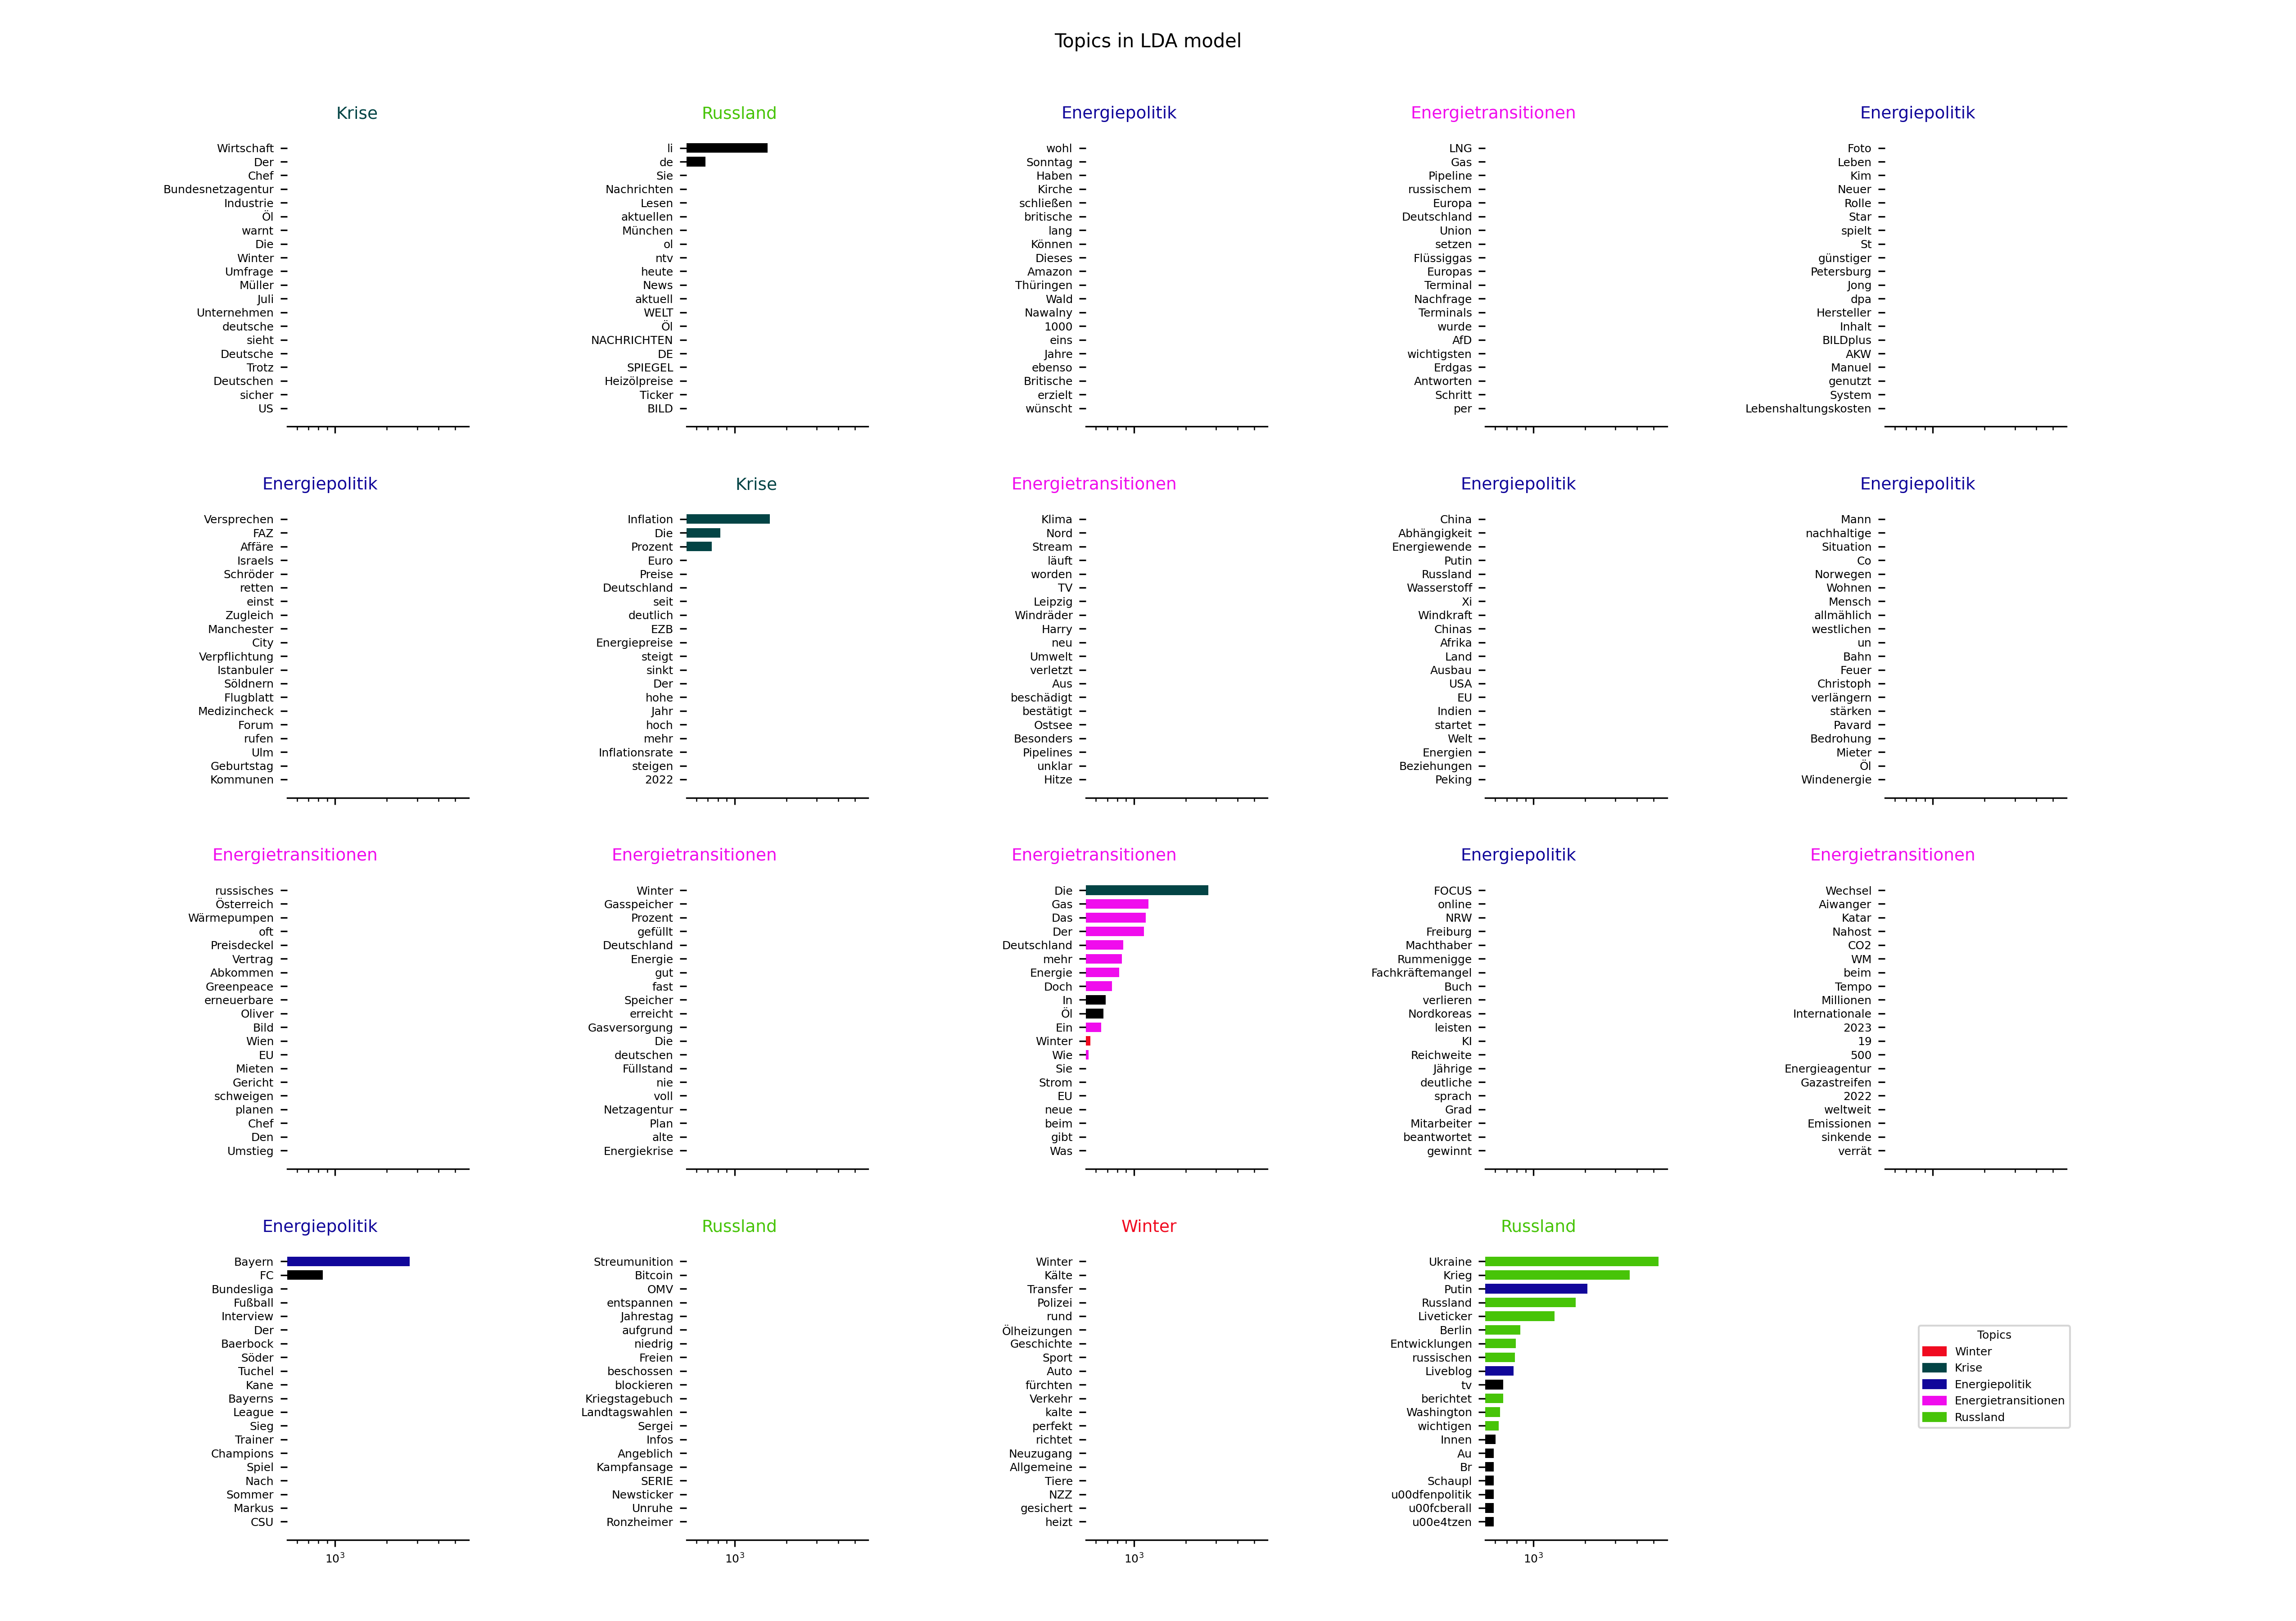 Topics in LDA model
Krise
Wirtschaft
Der
Chef
Bundesnetzagentur
Industrie
Öl
warnt
Die
Winter
Umfrage
Müller
Juli
Unternehmen
deutsche
sieht
Deutsche
Trotz
Deutschen
sicher
US
Russland
li
de
Sie
Nachrichten
Lesen
aktuellen
München
ol
ntv
heute
News
aktuell
WELT
Öl
NACHRICHTEN
DE
SPIEGEL
Heizölpreise
Ticker
BILD
Energiepolitik
wohl
Sonntag
Haben
Kirche
schließen
britische
lang
Können
Dieses
Amazon
Thüringen
Wald
Nawalny
1000
eins
Jahre
ebenso
Britische
erzielt
wünscht
Energietransitionen
LNG
Gas
Pipeline
russischem
Europa
Deutschland
Union
setzen
Flüssiggas
Europas
Terminal
Nachfrage
Terminals
wurde
AfD
wichtigsten
Erdgas
Antworten
Schritt
per
Energiepolitik
Foto
Leben
Kim
Neuer
Rolle
Star
spielt
St
günstiger
Petersburg
Jong
dpa
Hersteller
Inhalt
BILDplus
AKW
Manuel
genutzt
System
Lebenshaltungskosten
Energiepolitik
Versprechen
FAZ
Affäre
Israels
Schröder
retten
einst
Zugleich
Manchester
City
Verpflichtung
Istanbuler
Söldnern
Flugblatt
Medizincheck
Forum
rufen
Ulm
Geburtstag
Kommunen
Krise
Inflation
Die
Prozent
Euro
Preise
Deutschland
seit
deutlich
EZB
Energiepreise
steigt
sinkt
Der
hohe
Jahr
hoch
mehr
Inflationsrate
steigen
2022
Energietransitionen
Klima
Nord
Stream
läuft
worden
TV
Leipzig
Windräder
Harry
neu
Umwelt
verletzt
Aus
beschädigt
bestätigt
Ostsee
Besonders
Pipelines
unklar
Hitze
Energiepolitik
China
Abhängigkeit
Energiewende
Putin
Russland
Wasserstoff
Xi
Windkraft
Chinas
Afrika
Land
Ausbau
USA
EU
Indien
startet
Welt
Energien
Beziehungen
Peking
Energiepolitik
Mann
nachhaltige
Situation
Co
Norwegen
Wohnen
Mensch
allmählich
westlichen
un
Bahn
Feuer
Christoph
verlängern
stärken
Pavard
Bedrohung
Mieter
Öl
Windenergie
Energietransitionen
russisches
Österreich
Wärmepumpen
oft
Preisdeckel
Vertrag
Abkommen
Greenpeace
erneuerbare
Oliver
Bild
Wien
EU
Mieten
Gericht
schweigen
planen
Chef
Den
Umstieg
Energietransitionen
Winter
Gasspeicher
Prozent
gefüllt
Deutschland
Energie
gut
fast
Speicher
erreicht
Gasversorgung
Die
deutschen
Füllstand
nie
voll
Netzagentur
Plan
alte
Energiekrise
Energietransitionen
Die
Gas
Das
Der
Deutschland
mehr
Energie
Doch
In
Öl
Ein
Winter
Wie
Sie
Strom
EU
neue
beim
gibt
Was
Energiepolitik
FOCUS
online
NRW
Freiburg
Machthaber
Rummenigge
Fachkräftemangel
Buch
verlieren
Nordkoreas
leisten
KI
Reichweite
Jährige
deutliche
sprach
Grad
Mitarbeiter
beantwortet
gewinnt
Energietransitionen
Wechsel
Aiwanger
Katar
Nahost
CO2
WM
beim
Tempo
Millionen
Internationale
2023
19
500
Energieagentur
Gazastreifen
2022
weltweit
Emissionen
sinkende
verrät
Energiepolitik
Bayern
FC
Bundesliga
Fußball
Interview
Der
Baerbock
Söder
Tuchel
Kane
Bayerns
League
Sieg
Trainer
Champions
Spiel
Nach
Sommer
Markus
CSU
10³
Russland
Streumunition
Bitcoin
OMV
entspannen
Jahrestag
aufgrund
niedrig
Freien
beschossen
blockieren
Kriegstagebuch
Landtagswahlen
Sergei
Infos
Angeblich
Kampfansage
SERIE
Newsticker
Unruhe
Ronzheimer
10³
Winter
Winter
Kälte
Transfer
Polizei
rund
Ölheizungen
Geschichte
Sport
Auto
fürchten
Verkehr
kalte
perfekt
richtet
Neuzugang
Allgemeine
Tiere
NZZ
gesichert
heizt
10³
Russland
Ukraine
Krieg
Putin
Russland
Liveticker
Berlin
Entwicklungen
russischen
Liveblog
tv
berichtet
Washington
wichtigen
Innen
Au
Br
Schaupl
u00dfenpolitik
u00fcberall
u00e4tzen
10³
Topics
Winter
Krise
Energiepolitik
Energietransitionen
Russland